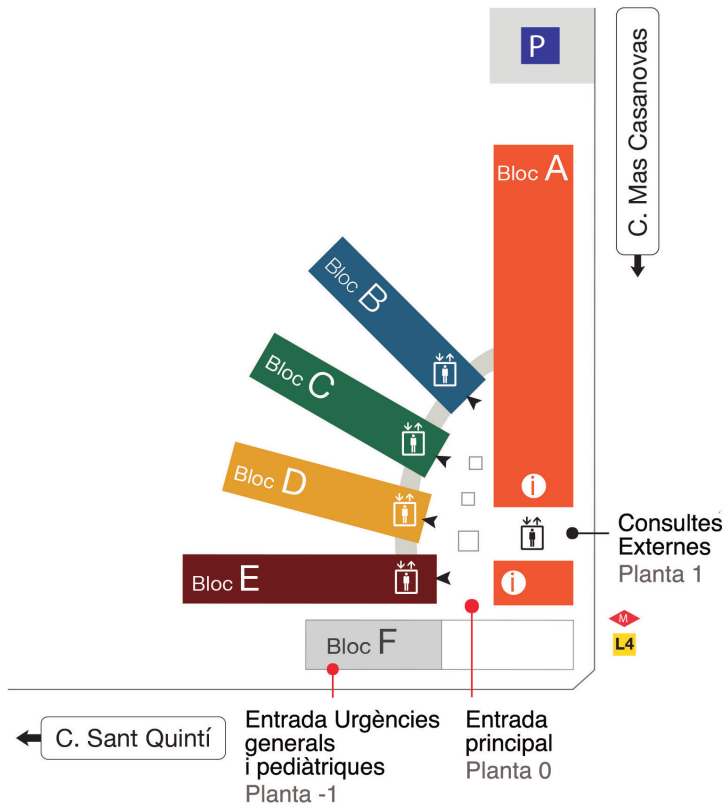 P
C. Mas Casanovas
Bloc A
Bloc B
Bloc C
Bloc D
i
Consultes
Externes
Planta 1
Bloc E
i
M
L4
Bloc F
C. Sant Quintí
Entrada Urgències
generals
i pediàtriques
Planta -1
Entrada
principal
Planta 0